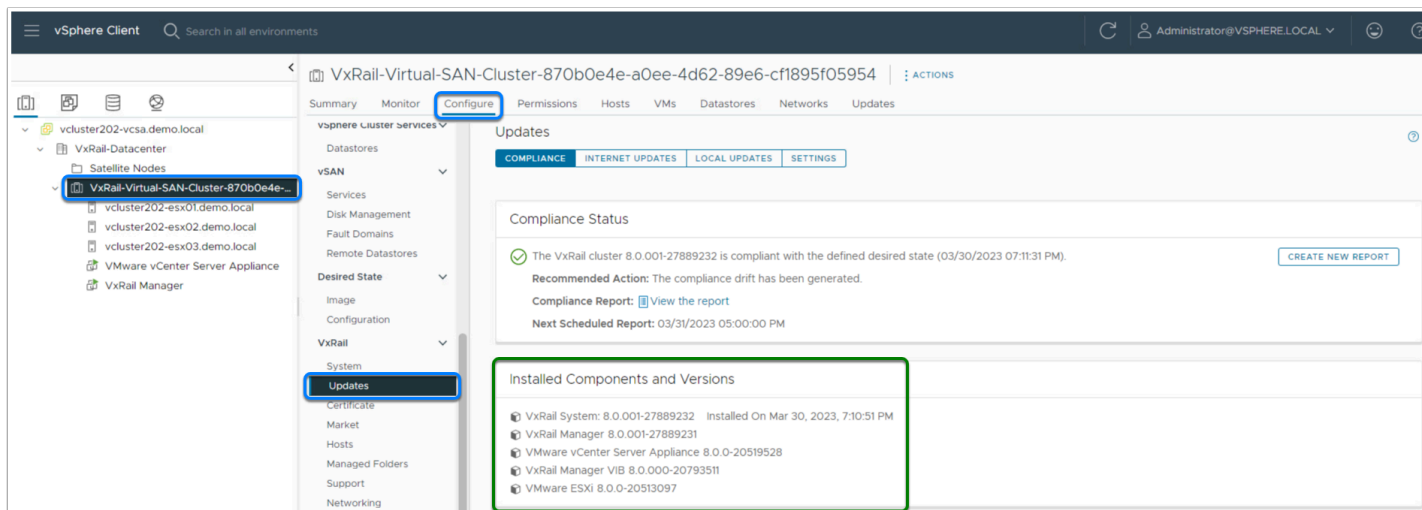 vSphere Client
Search in all environments
Administrator@VSPHERE.LOCAL
vcluster202-vcsa.demo.local
VxRail-Datacenter
Satellite Nodes
VxRail-Virtual-SAN-Cluster-870b0e4e-...
vcluster202-esx01.demo.local
vcluster202-esx02.demo.local
vcluster202-esx03.demo.local
VMware vCenter Server Appliance
VxRail Manager
VxRail-Virtual-SAN-Cluster-870b0e4e-a0ee-4d62-89e6-cf1895f05954
ACTIONS
Summary Monitor Configure Permissions Hosts VMs Datastores Networks Updates
vSphere Cluster Services
Datastores
vSAN
Services
Disk Management
Fault Domains
Remote Datastores
Desired State
Image
Configuration
VxRail
System
Updates
Certificate
Market
Hosts
Managed Folders
Support
Networking
Updates
COMPLIANCE INTERNET UPDATES LOCAL UPDATES SETTINGS
Compliance Status
The VxRail cluster 8.0.001-27889232 is compliant with the defined desired state (03/30/2023 07:11:31 PM).
CREATE NEW REPORT
Recommended Action: The compliance drift has been generated.
Compliance Report: View the report
Next Scheduled Report: 03/31/2023 05:00:00 PM
Installed Components and Versions
VxRail System: 8.0.001-27889232 Installed On Mar 30, 2023, 7:10:51 PM
VxRail Manager 8.0.001-27889231
VMware vCenter Server Appliance 8.0.0-20519528
VxRail Manager VIB 8.0.000-20793511
VMware ESXi 8.0.0-20513097